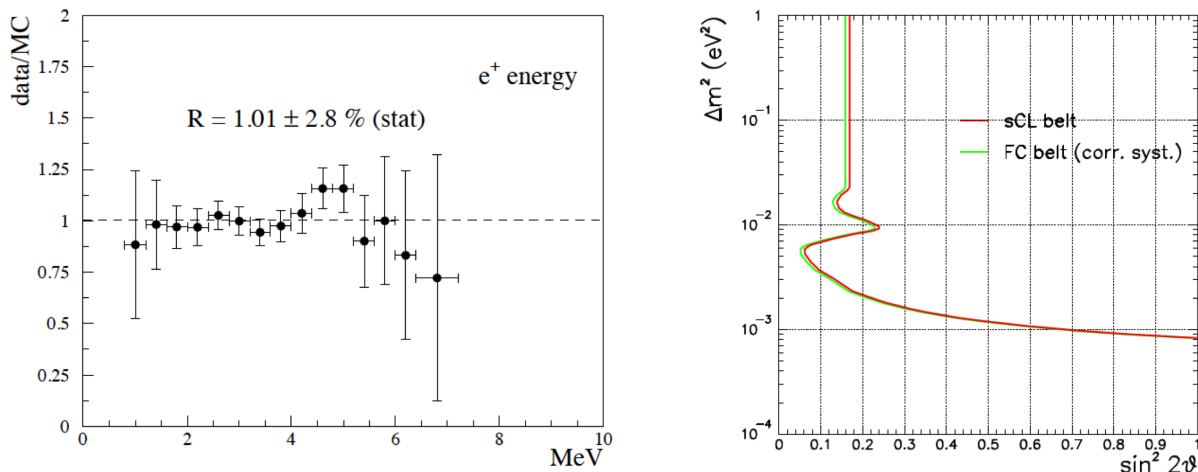 data/MC
2
1.75
1.5
1.25
1
0.75
0.5
0.25
0
e⁺ energy
R = 1.01 ± 2.8 % (stat)
0 2 4 6 8 10
MeV
Δm² (eV²)
1
10⁻¹
10⁻²
10⁻³
10⁻⁴
sCL belt
FC belt (corr. syst.)
0 0.1 0.2 0.3 0.4 0.5 0.6 0.7 0.8 0.9 1
sin² 2ϑ